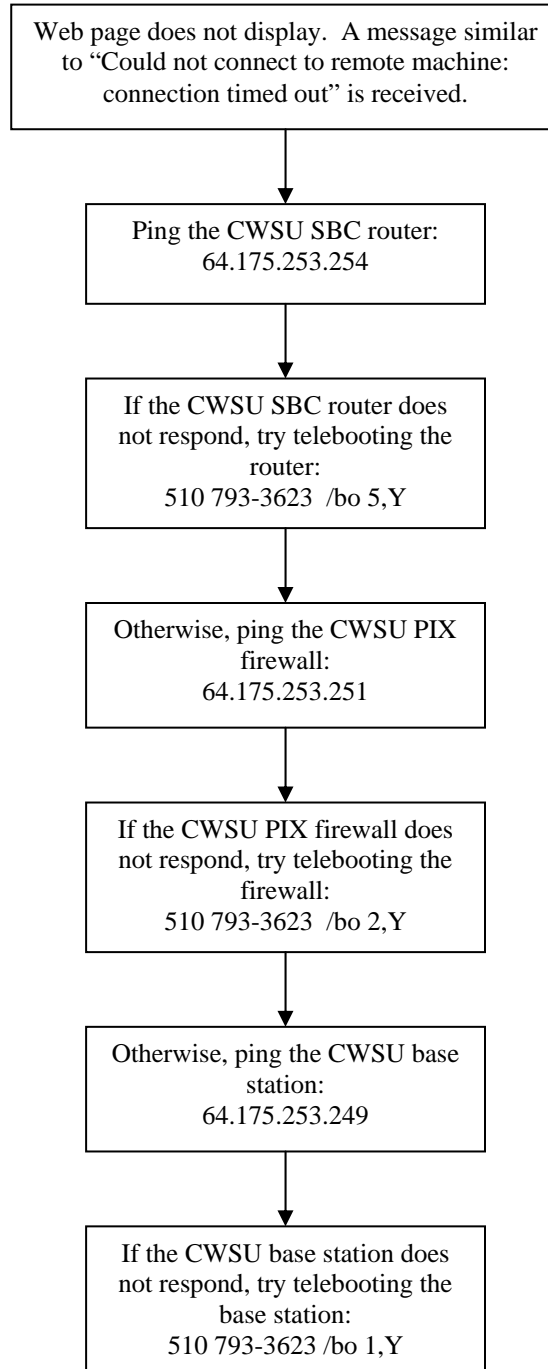 Web page does not display.  A message similar
to “Could not connect to remote machine:
connection timed out” is received.
Ping the CWSU SBC router:
64.175.253.254
If the CWSU SBC router does
not respond, try telebooting the
router:
510 793-3623  /bo 5,Y
Otherwise, ping the CWSU PIX
firewall:
64.175.253.251
If the CWSU PIX firewall does
not respond, try telebooting the
firewall:
510 793-3623  /bo 2,Y
Otherwise, ping the CWSU base
station:
64.175.253.249
If the CWSU base station does
not respond, try telebooting the
base station:
510 793-3623 /bo 1,Y